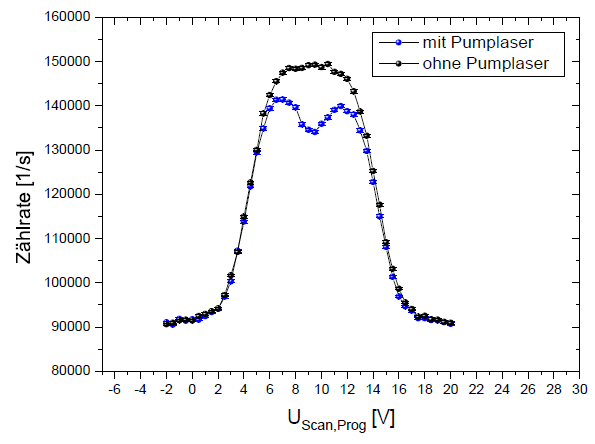 160000
150000
140000
130000
120000
110000
100000
90000
80000
Zählrate [1/s]
mit Pumplaser
ohne Pumplaser
-6 -4 -2 0 2 4 6 8 10 12 14 16 18 20 22 24 26 28 30
U_Scan,Prog [V]